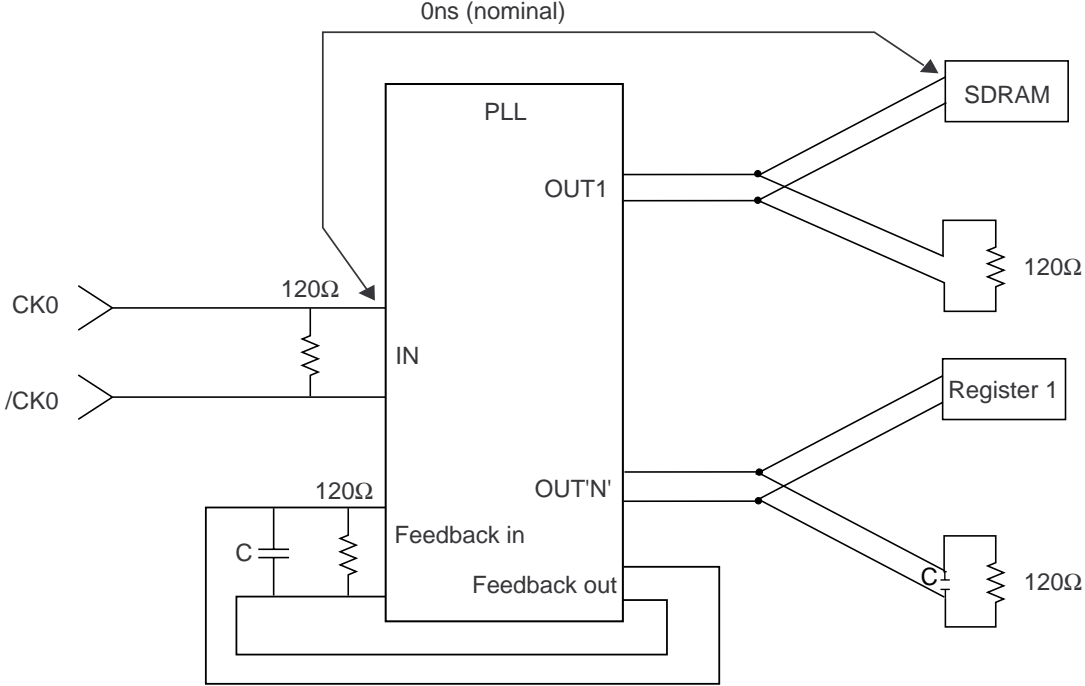 0ns (nominal)
SDRAM
PLL
OUT1
120Ω
120Ω
CK0
IN
/CK0
Register 1
OUT'N'
120Ω
Feedback in
C
Feedback out
C
120Ω